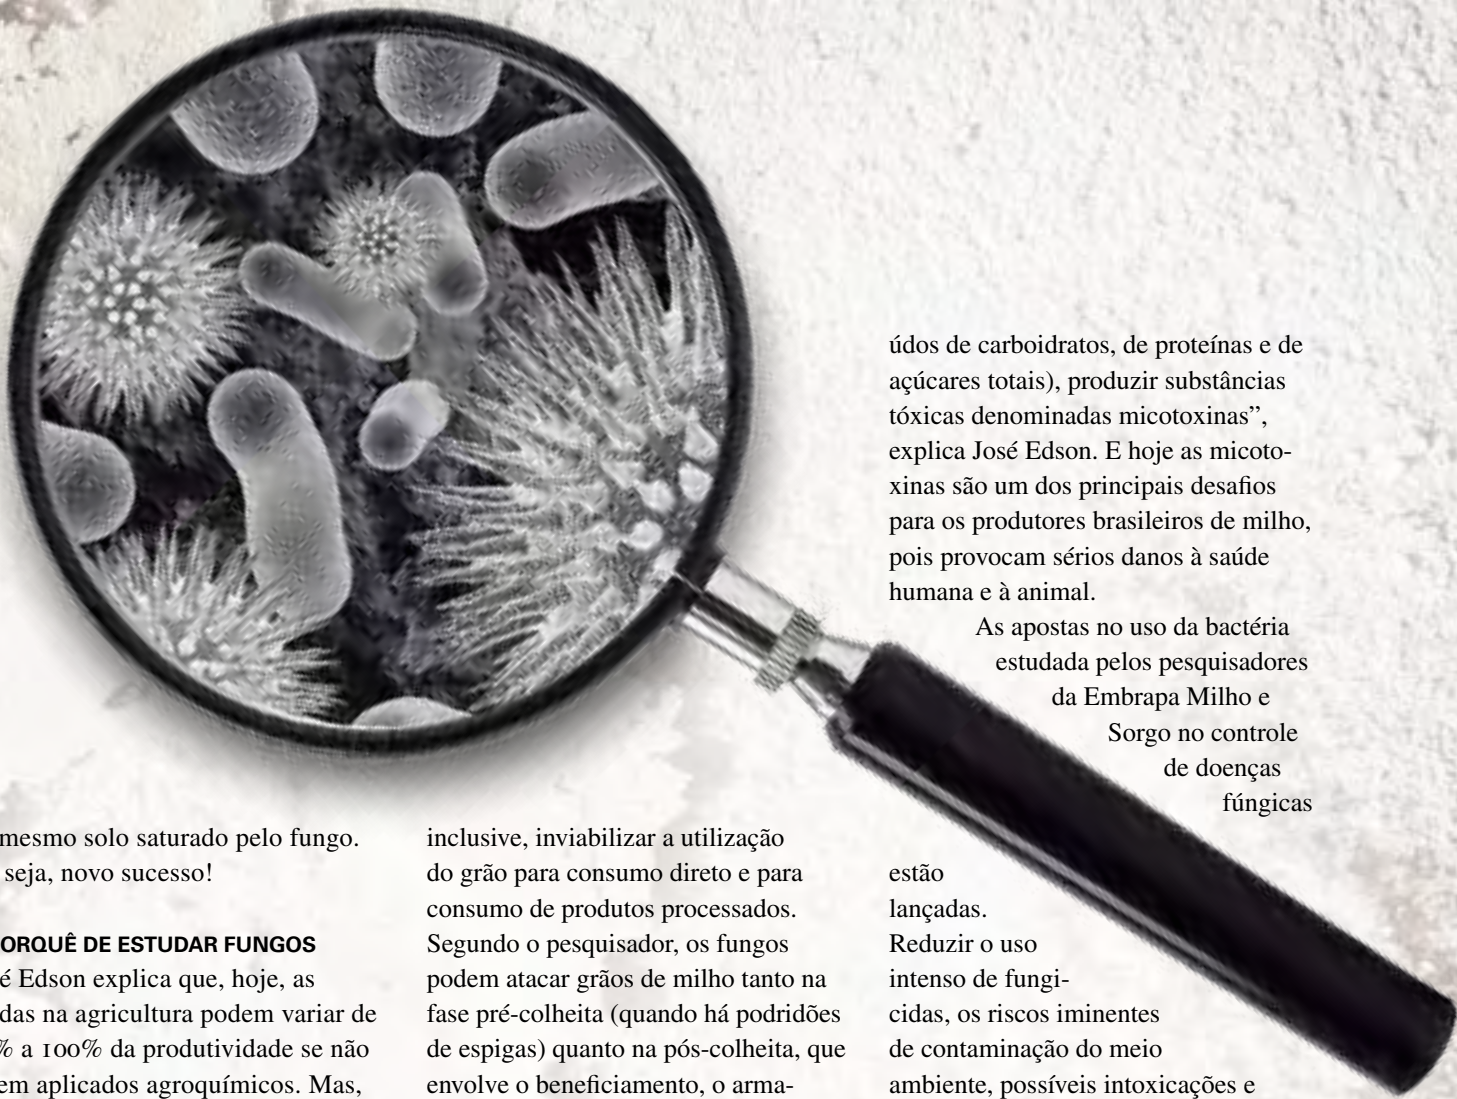 mesmo solo saturado pelo fungo.
seja, novo sucesso!
DE ESTUDAR FUNGOS
Edson explica que, hoje, as
na agricultura podem variar de
a 100% da produtividade se não
aplicados agroquímicos. Mas,
inclusive, inviabilizar a utilização
do grão para consumo direto e para
consumo de produtos processados.
Segundo o pesquisador, os fungos
podem atacar grãos de milho tanto na
fase pré-colheita (quando há podridões
de espigas) quanto na pós-colheita, que
envolve o beneficiamento, o arma-
údos de carboidratos, de proteínas e de
açúcares totais), produzir substâncias
tóxicas denominadas micotoxinas”,
explica José Edson. E hoje as micoto-
xinas são um dos principais desafios
para os produtores brasileiros de milho,
pois provocam sérios danos à saúde
humana e à animal.
As apostas no uso da bactéria
estudada pelos pesquisadores
da Embrapa Milho e
Sorgo no controle
de doenças
fúngicas
estão
lançadas.
Reduzir o uso
intenso de fungi-
cidas, os riscos iminentes
de contaminação do meio
ambiente, possíveis intoxicações e